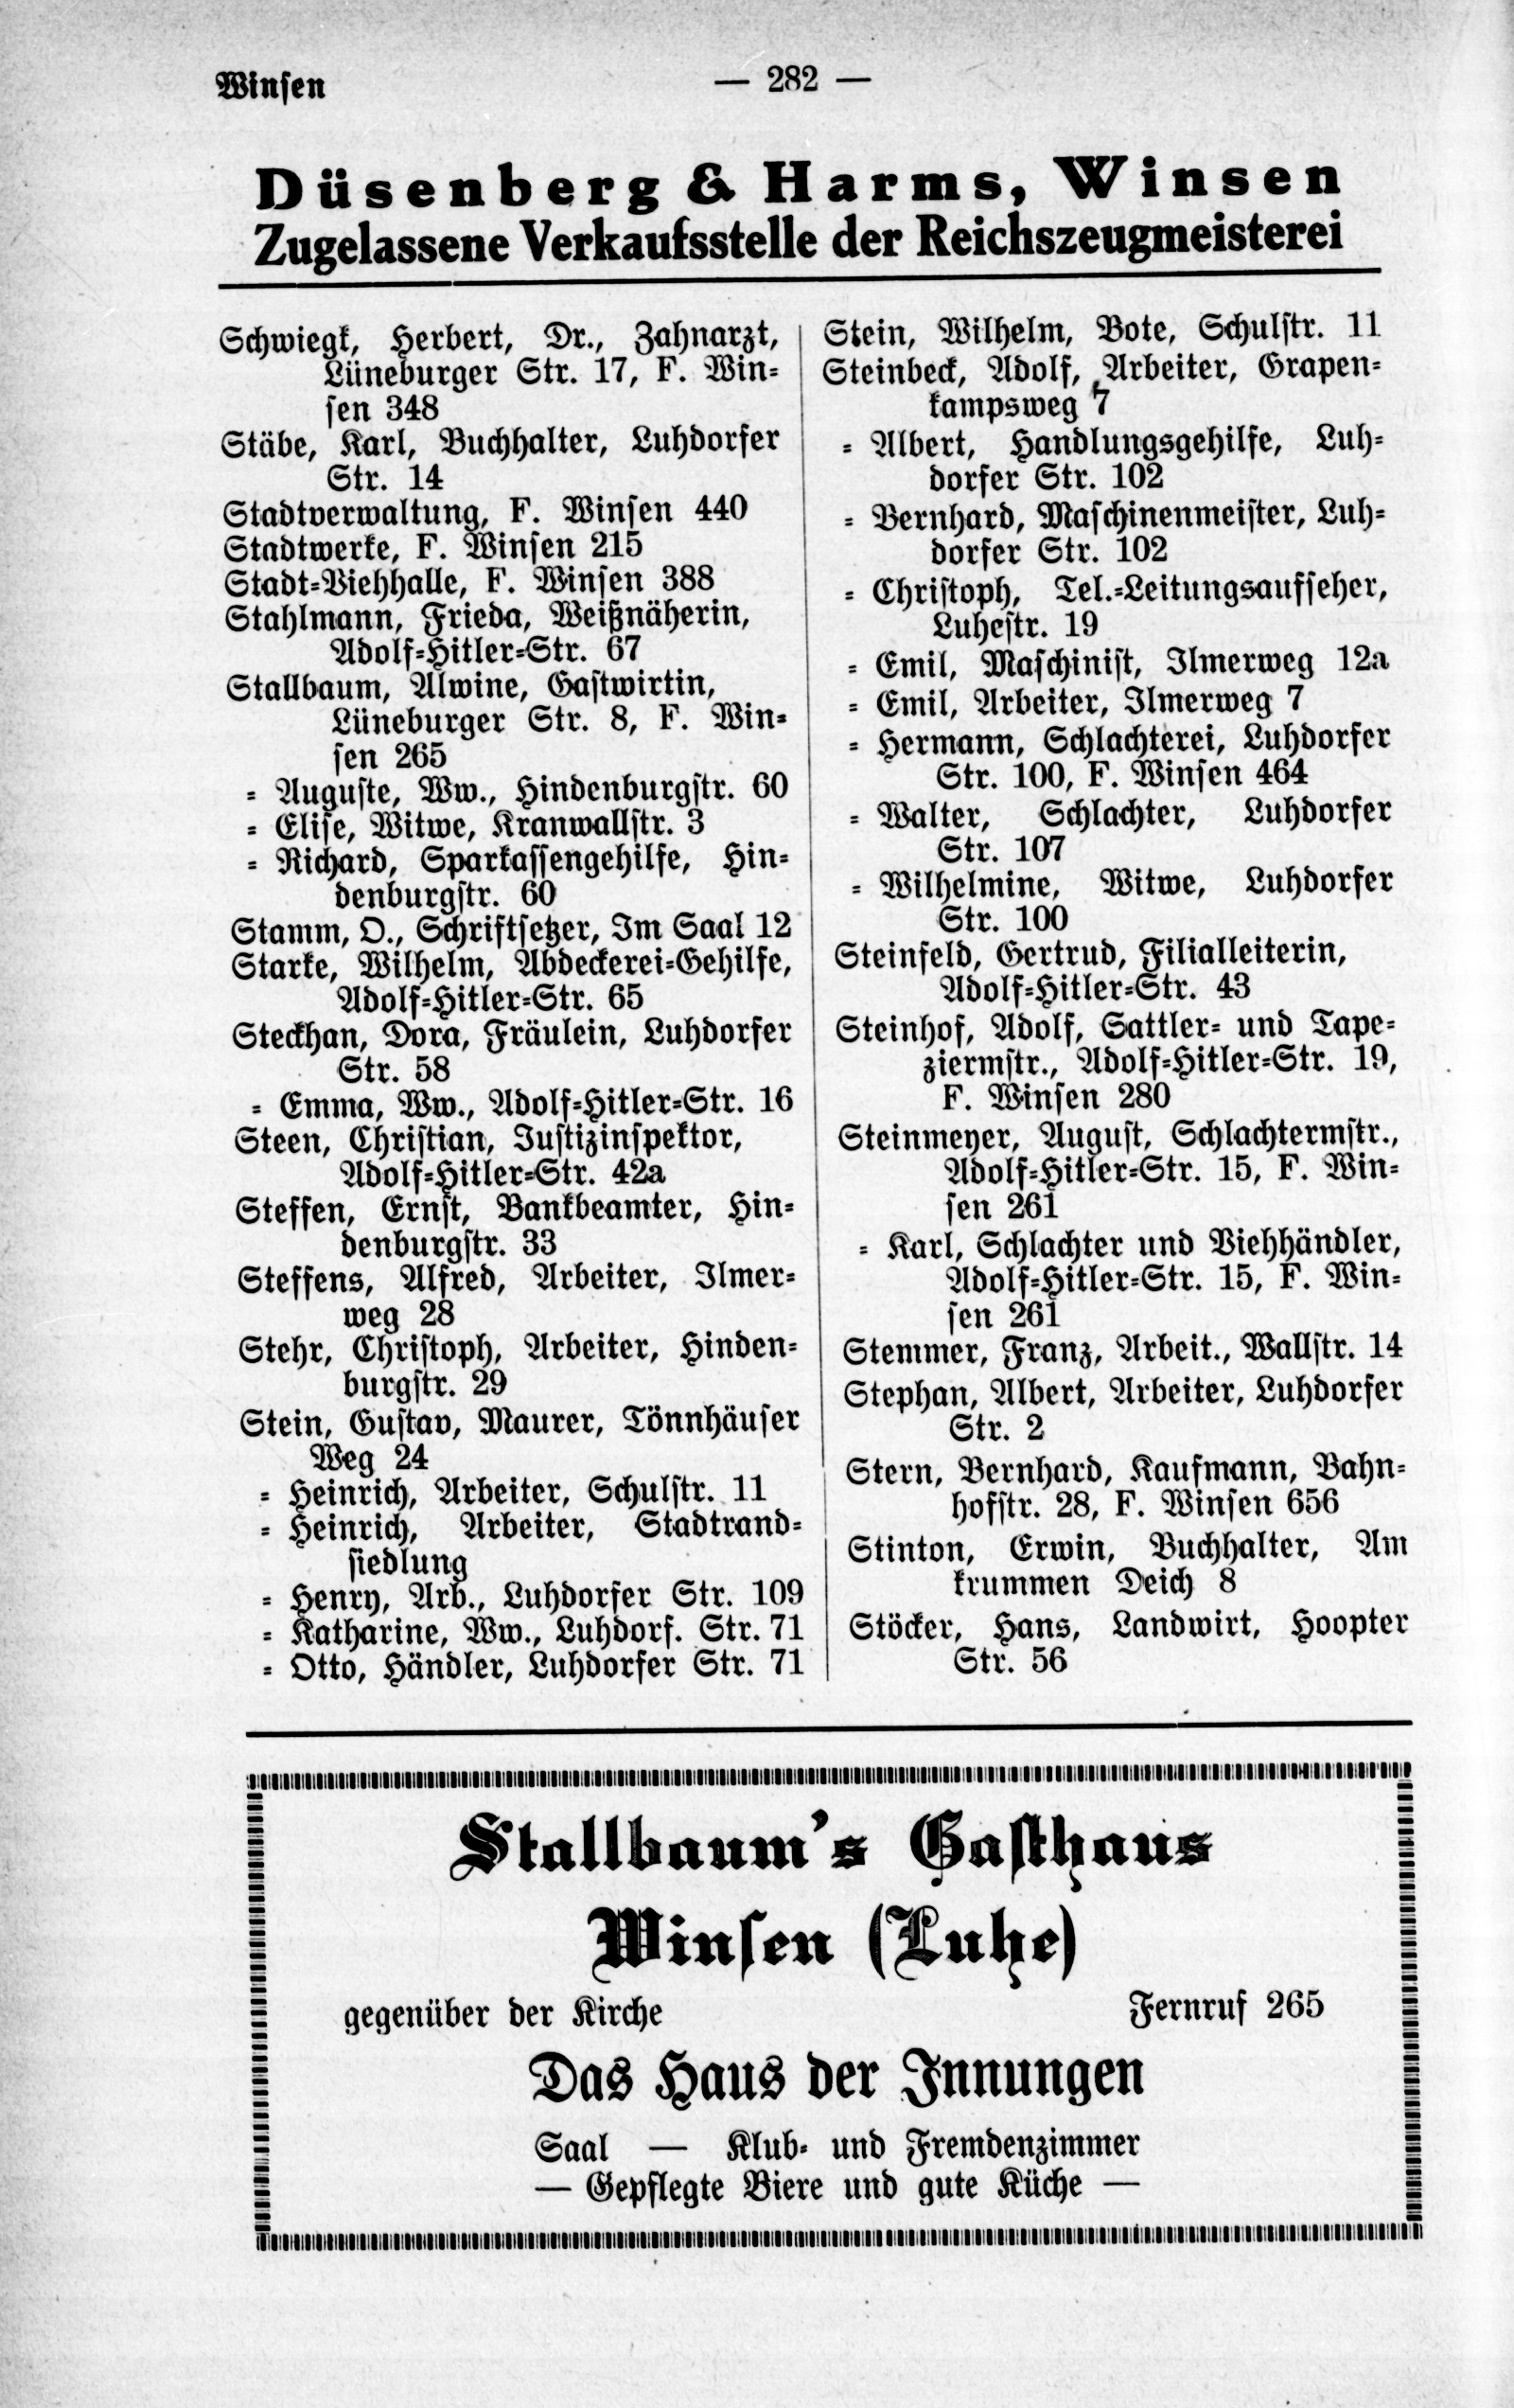 Winsen
— 282 —
Düsenberg & Harms, Winsen
Zugelassene Verkaufsstelle der Reichszeugmeisterei
Schwiegk, Herbert, Dr., Zahnarzt,
Lüneburger Str. 17, F. Win-
sen 348
Stäbe, Karl, Buchhalter, Luhdorfer
Str. 14
Stadtverwaltung, F. Winsen 440
Stadtwerke, F. Winsen 215
Stadt-Viehhalle, F. Winsen 388
Stahlmann, Frieda, Weißnäherin,
Adolf-Hitler-Str. 67
Stallbaum, Alwine, Gastwirtin,
Lüneburger Str. 8, F. Win-
sen 265
- Auguste, Ww., Hindenburgstr. 60
- Elise, Witwe, Kranwallstr. 3
- Richard, Sparkassengehilfe, Hin-
denburgstr. 60
Stamm, O., Schriftsetzer, Im Saal 12
Starke, Wilhelm, Abdeckerei-Gehilfe,
Adolf-Hitler-Str. 65
Steckhan, Dora, Fräulein, Luhdorfer
Str. 58
- Emma, Ww., Adolf-Hitler-Str. 16
Steen, Christian, Justizinspektor,
Adolf-Hitler-Str. 42a
Steffen, Ernst, Bankbeamter, Hin-
denburgstr. 33
Steffens, Alfred, Arbeiter, Ilmer-
weg 28
Stehr, Christoph, Arbeiter, Hinden-
burgstr. 29
Stein, Gustav, Maurer, Tönnhäuser
Weg 24
- Heinrich, Arbeiter, Schulstr. 11
- Heinrich, Arbeiter, Stadtrand-
siedlung
- Henry, Arb., Luhdorfer Str. 109
- Katharine, Ww., Luhdorf. Str. 71
- Otto, Händler, Luhdorfer Str. 71
Stein, Wilhelm, Bote, Schulstr. 11
Steinbeck, Adolf, Arbeiter, Grapen-
kampsweg 7
- Albert, Handlungsgehilfe, Luh-
dorfer Str. 102
- Bernhard, Maschinenmeister, Luh-
dorfer Str. 102
- Christoph, Tel.-Leitungsaufseher,
Luhestr. 19
- Emil, Maschinist, Ilmerweg 12a
- Emil, Arbeiter, Ilmerweg 7
- Hermann, Schlachterei, Luhdorfer
Str. 100, F. Winsen 464
- Walter, Schlachter, Luhdorfer
Str. 107
- Wilhelmine, Witwe, Luhdorfer
Str. 100
Steinfeld, Gertrud, Filialleiterin,
Adolf-Hitler-Str. 43
Steinhof, Adolf, Sattler- und Tape-
ziermstr., Adolf-Hitler-Str. 19,
F. Winsen 280
Steinmeyer, August, Schlachtermstr.,
Adolf-Hitler-Str. 15, F. Win-
sen 261
- Karl, Schlachter und Viehhändler,
Adolf-Hitler-Str. 15, F. Win-
sen 261
Stemmer, Franz, Arbeit., Wallstr. 14
Stephan, Albert, Arbeiter, Luhdorfer
Str. 2
Stern, Bernhard, Kaufmann, Bahn-
hofstr. 28, F. Winsen 656
Stinton, Erwin, Buchhalter, Am
krummen Deich 8
Stöcker, Hans, Landwirt, Hoopter
Str. 56
Stallbaum's Gasthaus
Winsen (Luhe)
gegenüber der Kirche Fernruf 265
Das Haus der Innungen
Saal — Klub- und Fremdenzimmer
— Gepflegte Biere und gute Küche —